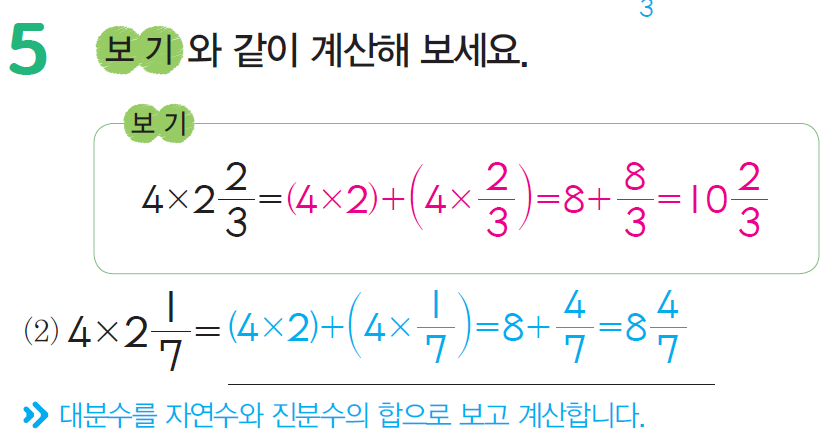 3
5 보기 와 같이 계산해 보세요.
보기
4×2 2/3=(4×2)+(4×2/3)=8+8/3=10 2/3
(2) 4×2 1/7=(4×2)+(4×1/7)=8+4/7=8 4/7
대분수를 자연수와 진분수의 합으로 보고 계산합니다.